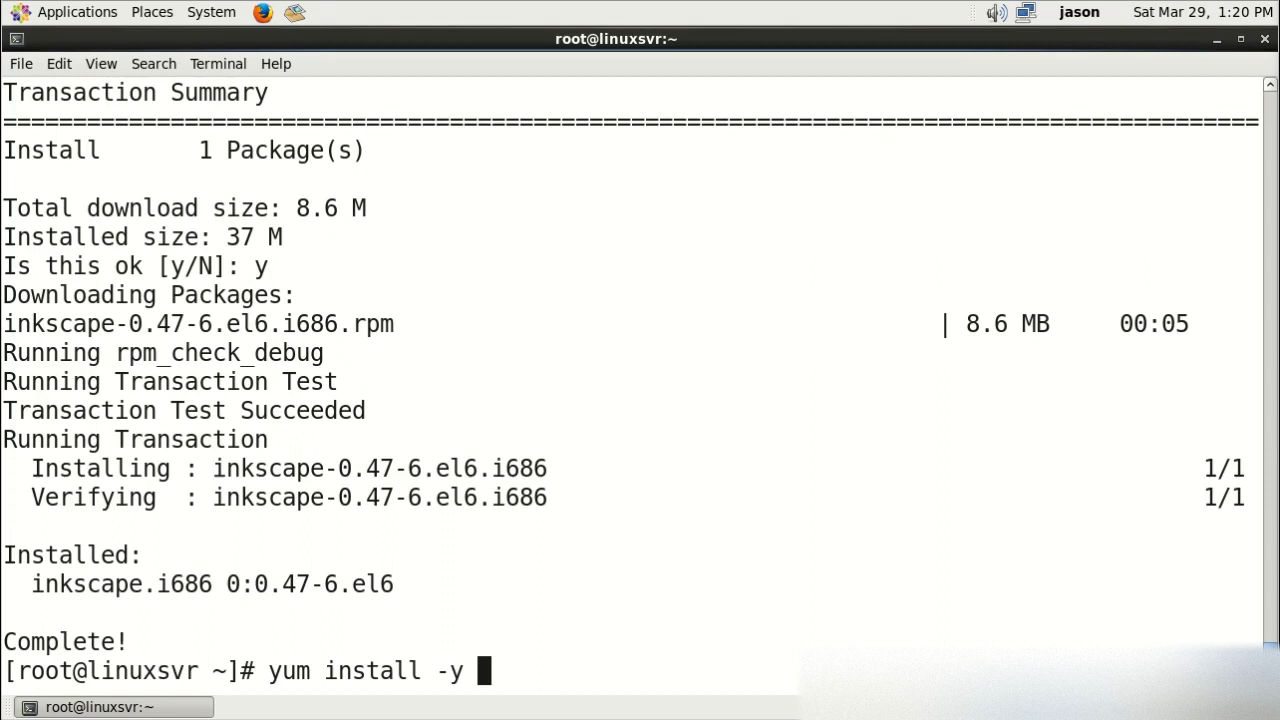 Applications Places System jason Sat Mar 29, 1:20 PM
root@linuxsvr:~
File Edit View Search Terminal Help
Transaction Summary
==========================================================================================
Install       1 Package(s)
Total download size: 8.6 M
Installed size: 37 M
Is this ok [y/N]: y
Downloading Packages:
inkscape-0.47-6.el6.i686.rpm                                       | 8.6 MB     00:05
Running rpm_check_debug
Running Transaction Test
Transaction Test Succeeded
Running Transaction
  Installing : inkscape-0.47-6.el6.i686                                               1/1
  Verifying  : inkscape-0.47-6.el6.i686                                               1/1
Installed:
  inkscape.i686 0:0.47-6.el6
Complete!
[root@linuxsvr ~]# yum install -y
root@linuxsvr:~